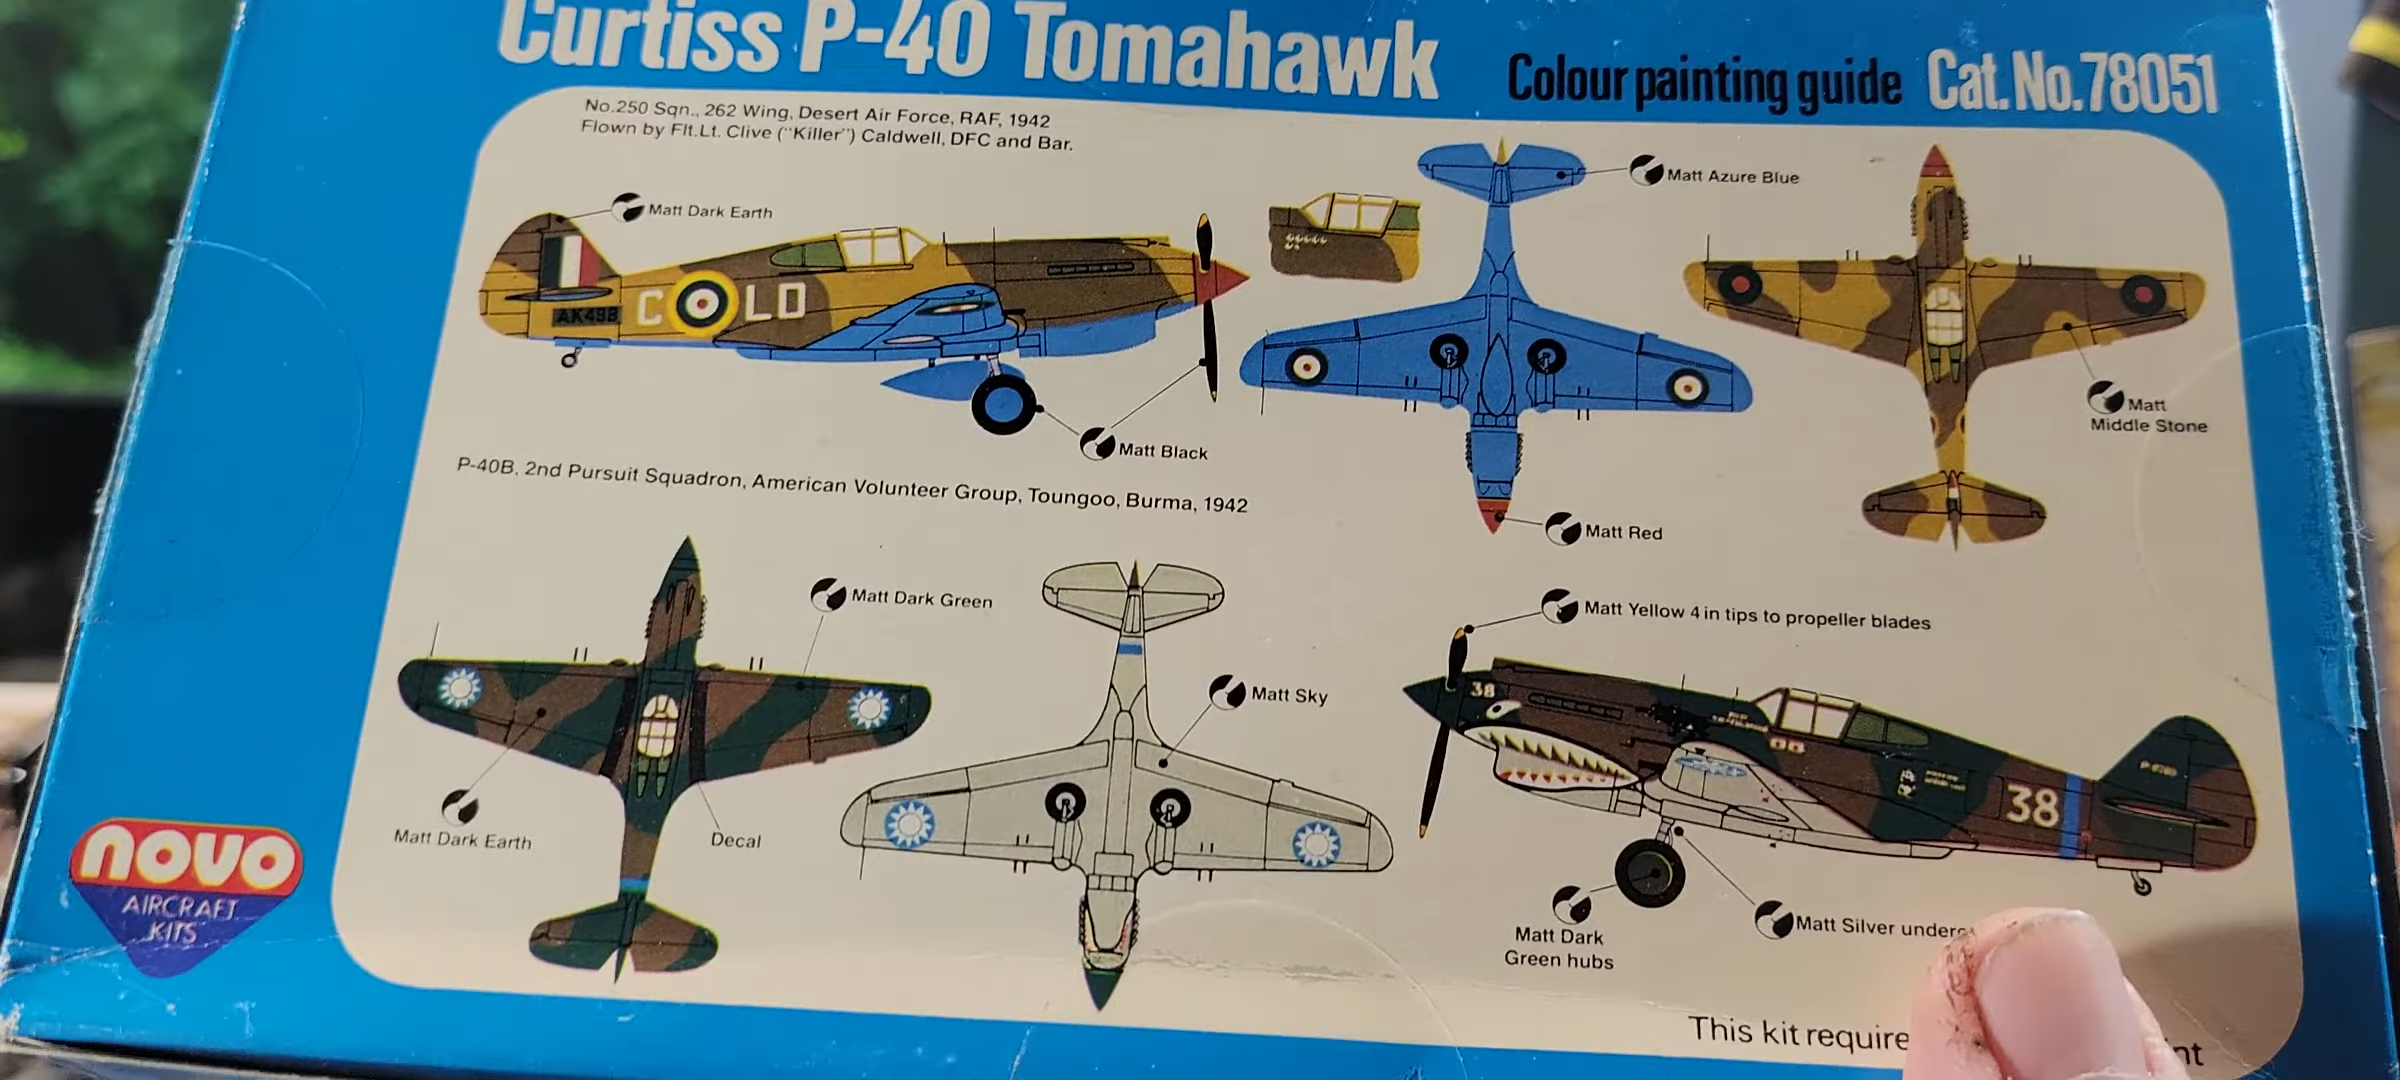 Curtiss P-40 Tomahawk
Colour painting guide Cat. No. 78051
No.250 Sqn., 262 Wing, Desert Air Force, RAF, 1942
Flown by Flt.Lt. Clive ("Killer") Caldwell, DFC and Bar.
Matt Dark Earth
Matt Azure Blue
AK498
C LD
Matt
Middle Stone
Matt Black
Matt Red
P-40B, 2nd Pursuit Squadron, American Volunteer Group, Toungoo, Burma, 1942
Matt Dark Green
Matt Yellow 4 in tips to propeller blades
Matt Sky
38
38
Matt Dark Earth
Decal
Matt Dark
Green hubs
Matt Silver
novo
AIRCRAFT
KITS
This kit